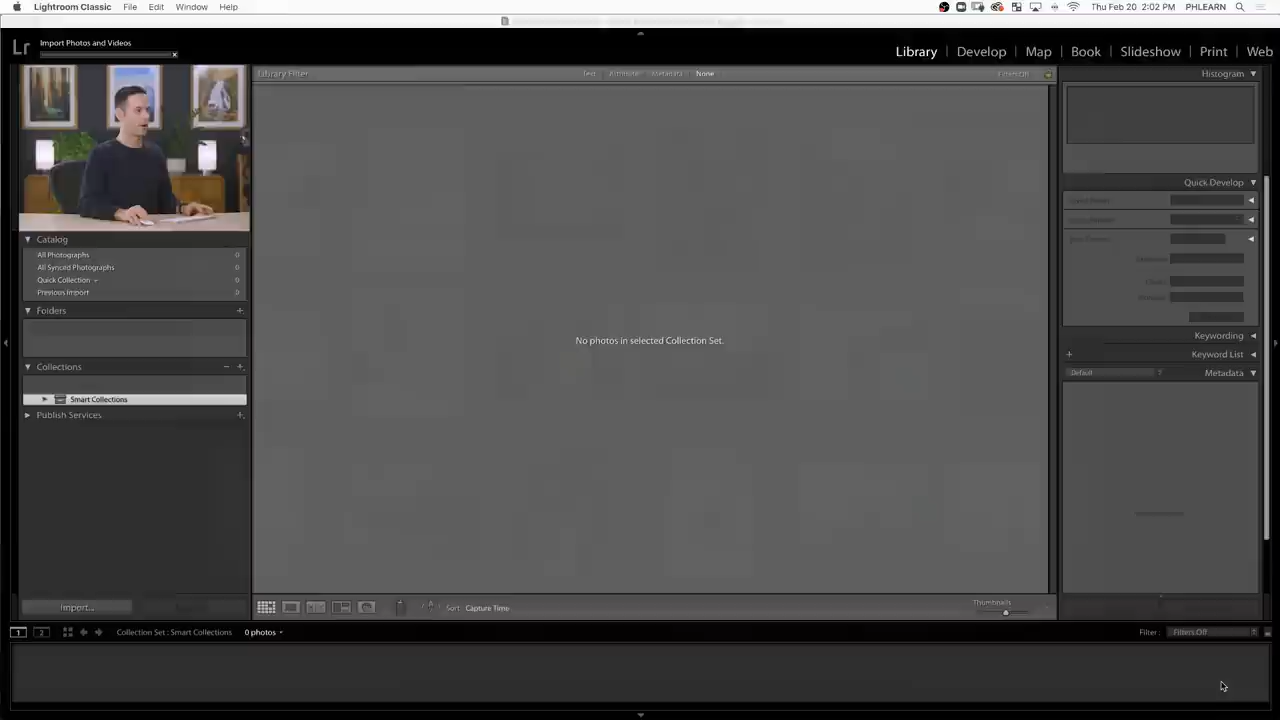 Lightroom Classic File Edit Window Help Thu Feb 20 2:02 PM PHLEARN
Lr Import Photos and Videos
Library | Develop | Map | Book | Slideshow | Print | Web
Library Filter Text Attribute Metadata None Filters Off
Histogram
Quick Develop
Catalog
All Photographs 0
All Synced Photographs 0
Quick Collection 0
Previous Import 0
Folders
No photos in selected Collection Set.
Keywording
Keyword List
Default Metadata
Collections
Smart Collections
Publish Services
Import...
Sort: Capture Time
Thumbnails
1 2 Collection Set : Smart Collections 0 photos
Filter : Filters Off